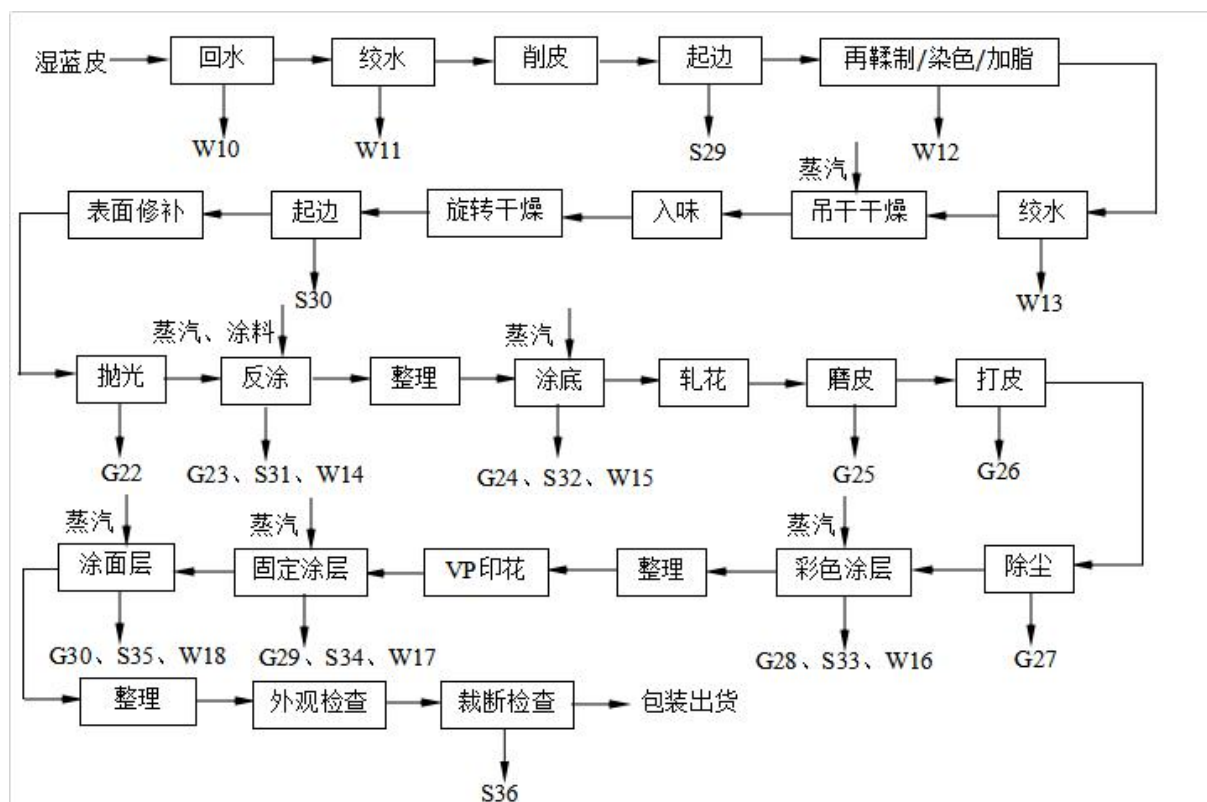 湿蓝皮 回水 绞水 削皮 起边 再鞣制/染色/加脂
W10 W11 S29 W12
蒸汽
表面修补 起边 旋转干燥 入味 吊干干燥 绞水
S30 W13
蒸汽、涂料 蒸汽
抛光 反涂 整理 涂底 轧花 磨皮 打皮
G22 G23、S31、W14 G24、S32、W15 G25 G26
蒸汽 蒸汽 蒸汽
涂面层 固定涂层 VP印花 整理 彩色涂层 除尘
G30、S35、W18 G29、S34、W17 G28、S33、W16 G27
整理 外观检查 裁断检查 包装出货
S36